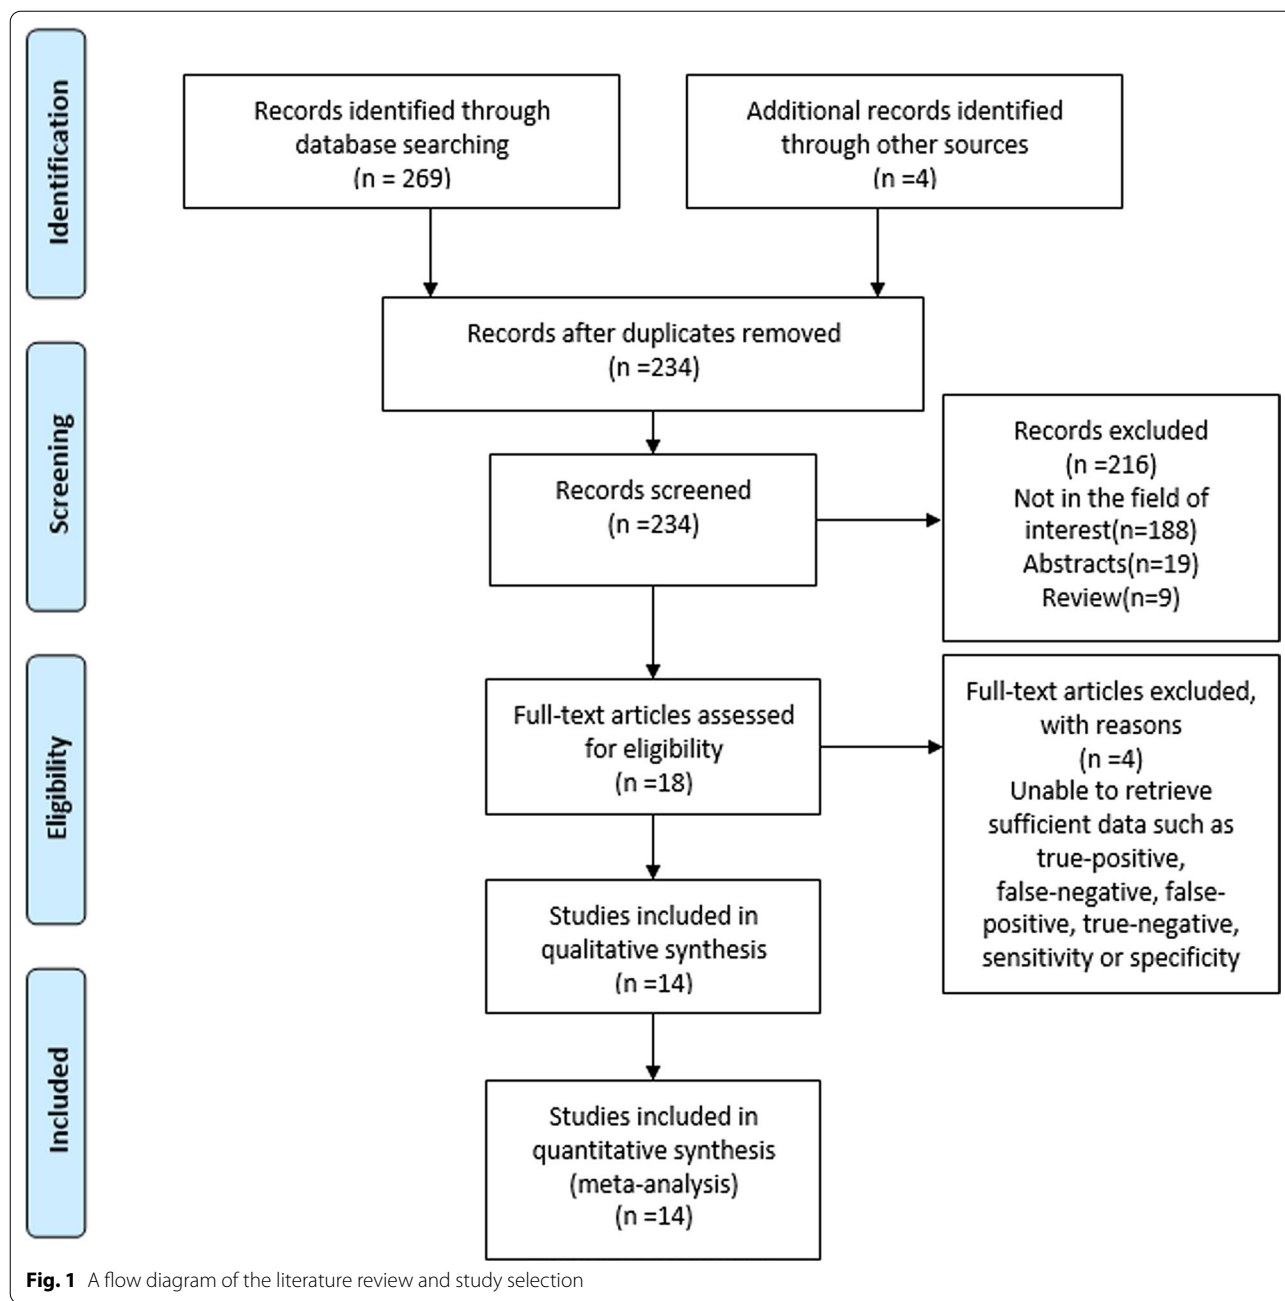 Identification
Records identified through
database searching
(n = 269)
Additional records identified
through other sources
(n =4)
Records after duplicates removed
(n =234)
Screening
Records screened
(n =234)
Records excluded
(n =216)
Not in the field of
interest(n=188)
Abstracts(n=19)
Review(n=9)
Eligibility
Full-text articles assessed
for eligibility
(n =18)
Full-text articles excluded,
with reasons
(n =4)
Unable to retrieve
sufficient data such as
true-positive,
false-negative, false-
positive, true-negative,
sensitivity or specificity
Studies included in
qualitative synthesis
(n =14)
Included
Studies included in
quantitative synthesis
(meta-analysis)
(n =14)
Fig. 1 A flow diagram of the literature review and study selection